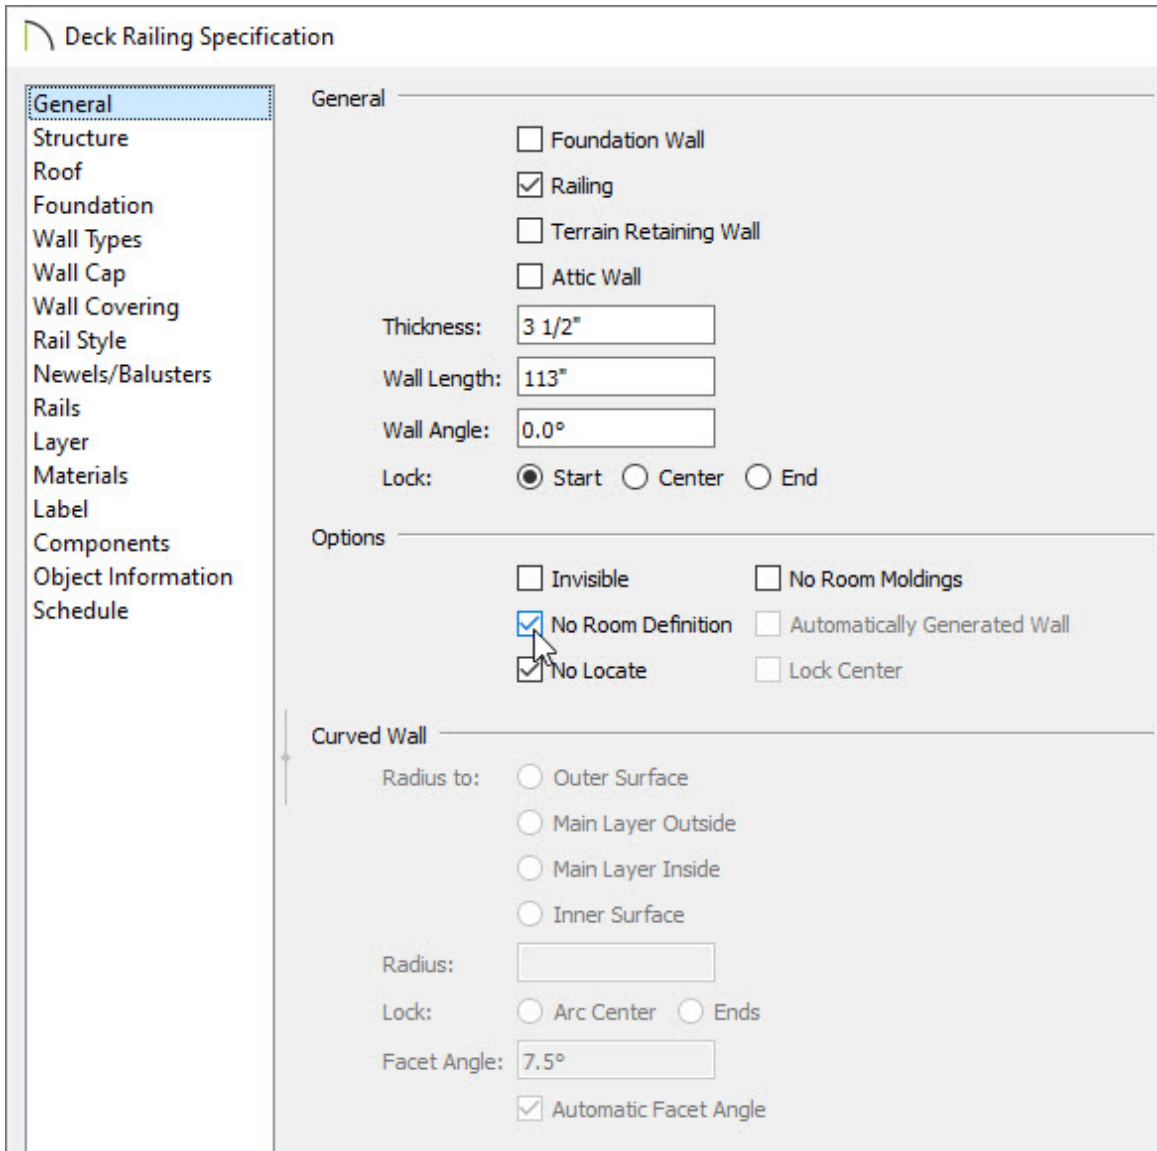 Deck Railing Specification
General
Structure
Roof
Foundation
Wall Types
Wall Cap
Wall Covering
Rail Style
Newels/Balusters
Rails
Layer
Materials
Label
Components
Object Information
Schedule
General
Foundation Wall
Railing
Terrain Retaining Wall
Attic Wall
Thickness: 3 1/2"
Wall Length: 113"
Wall Angle: 0.0°
Lock: Start Center End
Options
Invisible No Room Moldings
No Room Definition Automatically Generated Wall
No Locate Lock Center
Curved Wall
Radius to: Outer Surface
Main Layer Outside
Main Layer Inside
Inner Surface
Radius:
Lock: Arc Center Ends
Facet Angle: 7.5°
Automatic Facet Angle